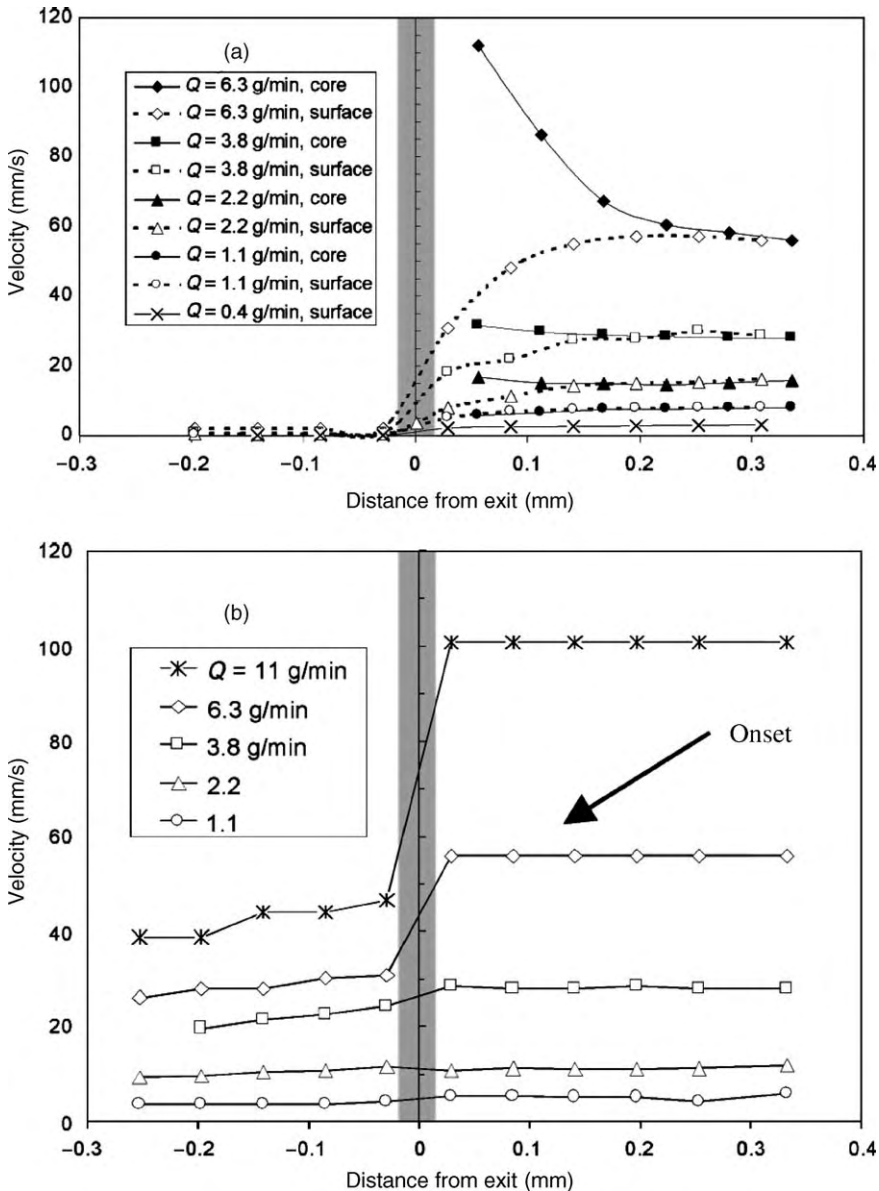 (a)
Q = 6.3 g/min, core
Q = 6.3 g/min, surface
Q = 3.8 g/min, core
Q = 3.8 g/min, surface
Q = 2.2 g/min, core
Q = 2.2 g/min, surface
Q = 1.1 g/min, core
Q = 1.1 g/min, surface
Q = 0.4 g/min, surface
Velocity (mm/s)
120
100
80
60
40
20
0
−0.3 −0.2 −0.1 0 0.1 0.2 0.3 0.4
Distance from exit (mm)
(b)
Q = 11 g/min
6.3 g/min
3.8 g/min
2.2
1.1
Onset
Velocity (mm/s)
120
100
80
60
40
20
0
−0.3 −0.2 −0.1 0 0.1 0.2 0.3 0.4
Distance from exit (mm)